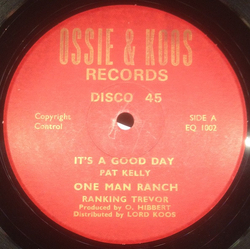 OSSIE & KOOS
RECORDS
DISCO 45
Copyright
Control
SIDE A
EQ 1002
IT'S A GOOD DAY
PAT KELLY
ONE MAN RANCH
RANKING TREVOR
Produced by O. HIBBERT
Distributed by LORD KOOS